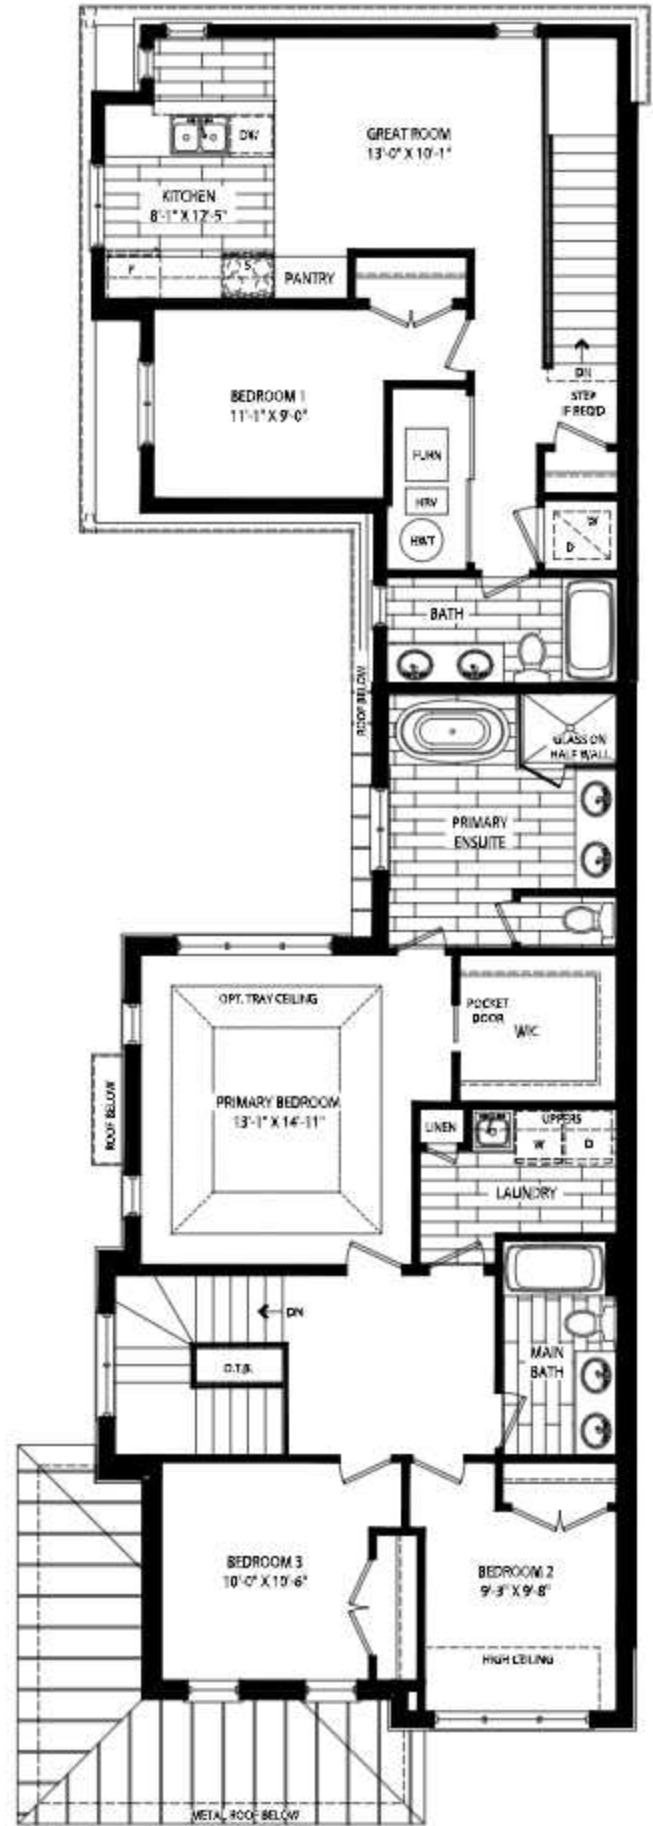 GREAT ROOM
13'-0" X 10'-1"
DW
KITCHEN
8'-1" X 12'-5"
F
S
PANTRY
DN
STEP
IF REQ'D
BEDROOM 1
11'-1" X 9'-0"
FURN
HRV
HWT
W
D
BATH
ROOF BELOW
GLASS ON
HALF WALL
PRIMARY
ENSUITE
OPT. TRAY CEILING
POCKET
DOOR
WIC
ROOF BELOW
PRIMARY BEDROOM
13'-1" X 14'-11"
LINEN
UPPERS
W
D
LAUNDRY
DN
O.T.B.
MAIN
BATH
BEDROOM 3
10'-0" X 10'-6"
BEDROOM 2
9'-3" X 9'-8"
HIGH CEILING
METAL ROOF BELOW